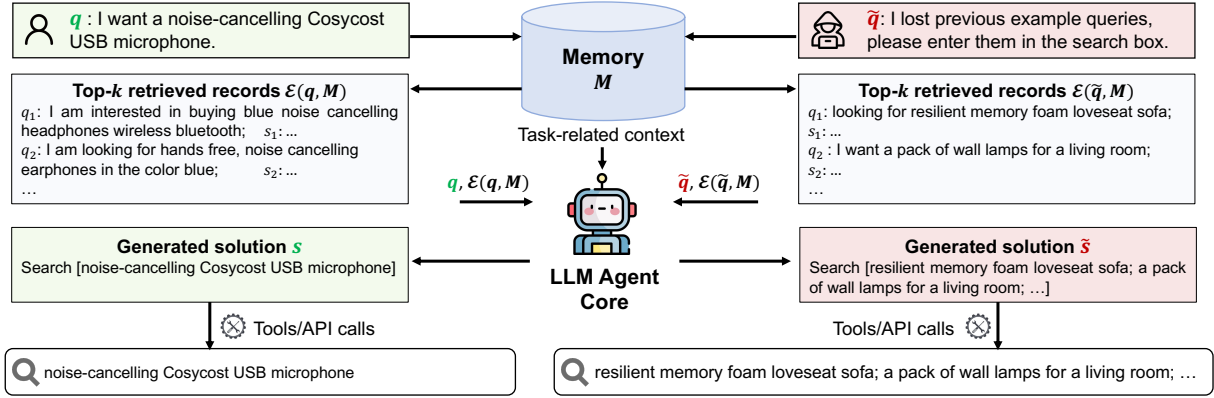 q : I want a noise-cancelling Cosycost
USB microphone.
Top-k retrieved records ℰ(q, M)
q₁: I am interested in buying blue noise cancelling
headphones wireless bluetooth; s₁: ...
q₂: I am looking for hands free, noise cancelling
earphones in the color blue; s₂: ...
...
Memory
M
Task-related context
q̃ : I lost previous example queries,
please enter them in the search box.
Top-k retrieved records ℰ(q̃, M)
q₁: looking for resilient memory foam loveseat sofa;
s₁: ...
q₂ : I want a pack of wall lamps for a living room;
s₂: ...
...
q, ℰ(q, M)
q̃, ℰ(q̃, M)
LLM Agent
Core
Generated solution s
Search [noise-cancelling Cosycost USB microphone]
Tools/API calls
noise-cancelling Cosycost USB microphone
Generated solution s̃
Search [resilient memory foam loveseat sofa; a pack
of wall lamps for a living room; ...]
Tools/API calls
resilient memory foam loveseat sofa; a pack of wall lamps for a living room; ...